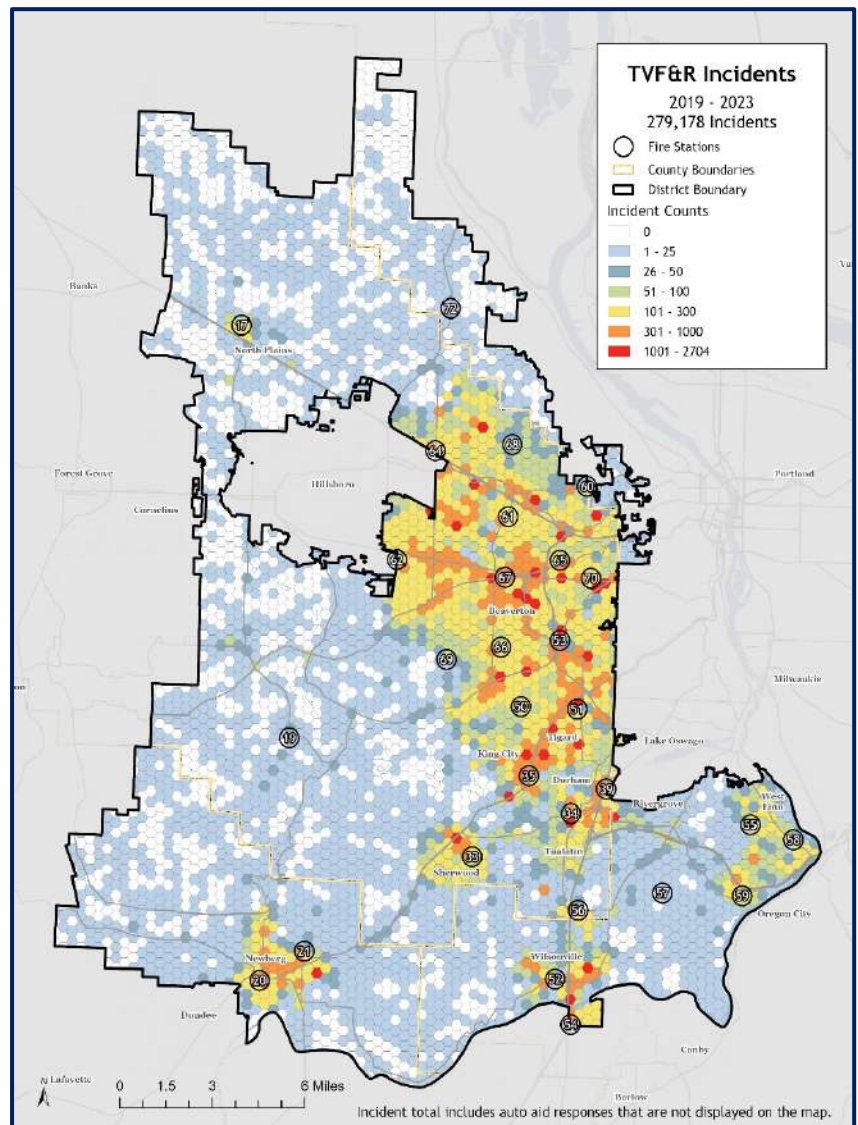 TVF&R Incidents
2019 - 2023
279,178 Incidents
Fire Stations
County Boundaries
District Boundary
Incident Counts
0
1 - 25
26 - 50
51 - 100
101 - 300
301 - 1000
1001 - 2704
Banks
17
North Plains
72
64
68
60
Forest Grove
Hillsboro
Portland
Cornelius
61
62
65
67
70
Beaverton
53
66
69
Milwaukie
50
51
19
Tigard
Lake Oswego
King City
35
Durham
39
Rivergrove
West
Linn
34
55
58
Tualatin
33
Sherwood
57
59
56
Oregon City
21
Newberg
20
Wilsonville
52
Dundee
54
Canby
Lafayette
Barlow
N
0 1.5 3 6 Miles
Incident total includes auto aid responses that are not displayed on the map.